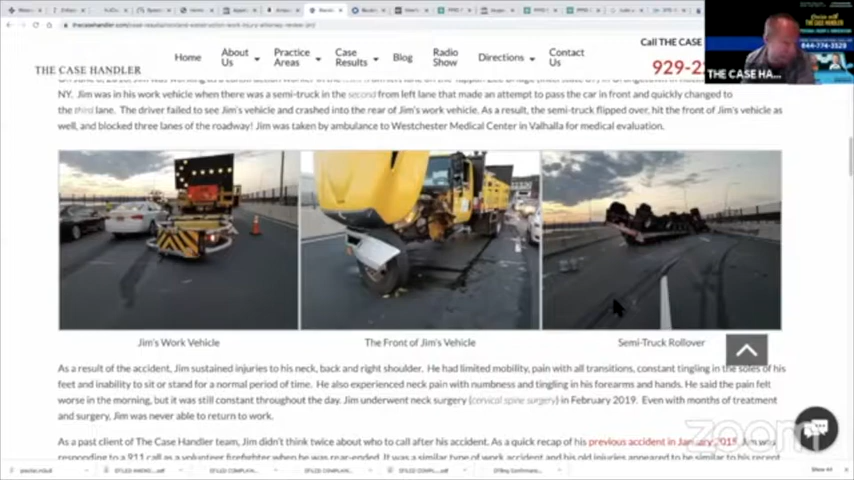 THE CASE HANDLER
Home
About Us
Practice Areas
Case Results
Blog
Radio Show
Directions
Contact Us
Call THE CASE
929-2
844-774-3529
THE CASE HA...
NY. Jim was in his work vehicle when there was a semi-truck in the second from left lane that made an attempt to pass the car in front and quickly changed to
the third lane. The driver failed to see Jim's vehicle and crashed into the rear of Jim's work vehicle. As a result, the semi-truck flipped over, hit the front of Jim's vehicle as
well, and blocked three lanes of the roadway! Jim was taken by ambulance to Westchester Medical Center in Valhalla for medical evaluation.
Jim's Work Vehicle
The Front of Jim's Vehicle
Semi-Truck Rollover
As a result of the accident, Jim sustained injuries to his neck, back and right shoulder. He had limited mobility, pain with all transitions, constant tingling in the soles of his
feet and inability to sit or stand for a normal period of time. He also experienced neck pain with numbness and tingling in his forearms and hands. He said the pain felt
worse in the morning, but it was still constant throughout the day. Jim underwent neck surgery (cervical spine surgery) in February 2019. Even with months of treatment
and surgery, Jim was never able to return to work.
As a past client of The Case Handler team, Jim didn't think twice about who to call after his accident. As a quick recap of his previous accident in January 2015, Jim was
responding to a 911 call as a volunteer firefighter when he was rear-ended. It was a similar type of work accident and his old injuries appeared to be similar to his recent
zoom
Show All